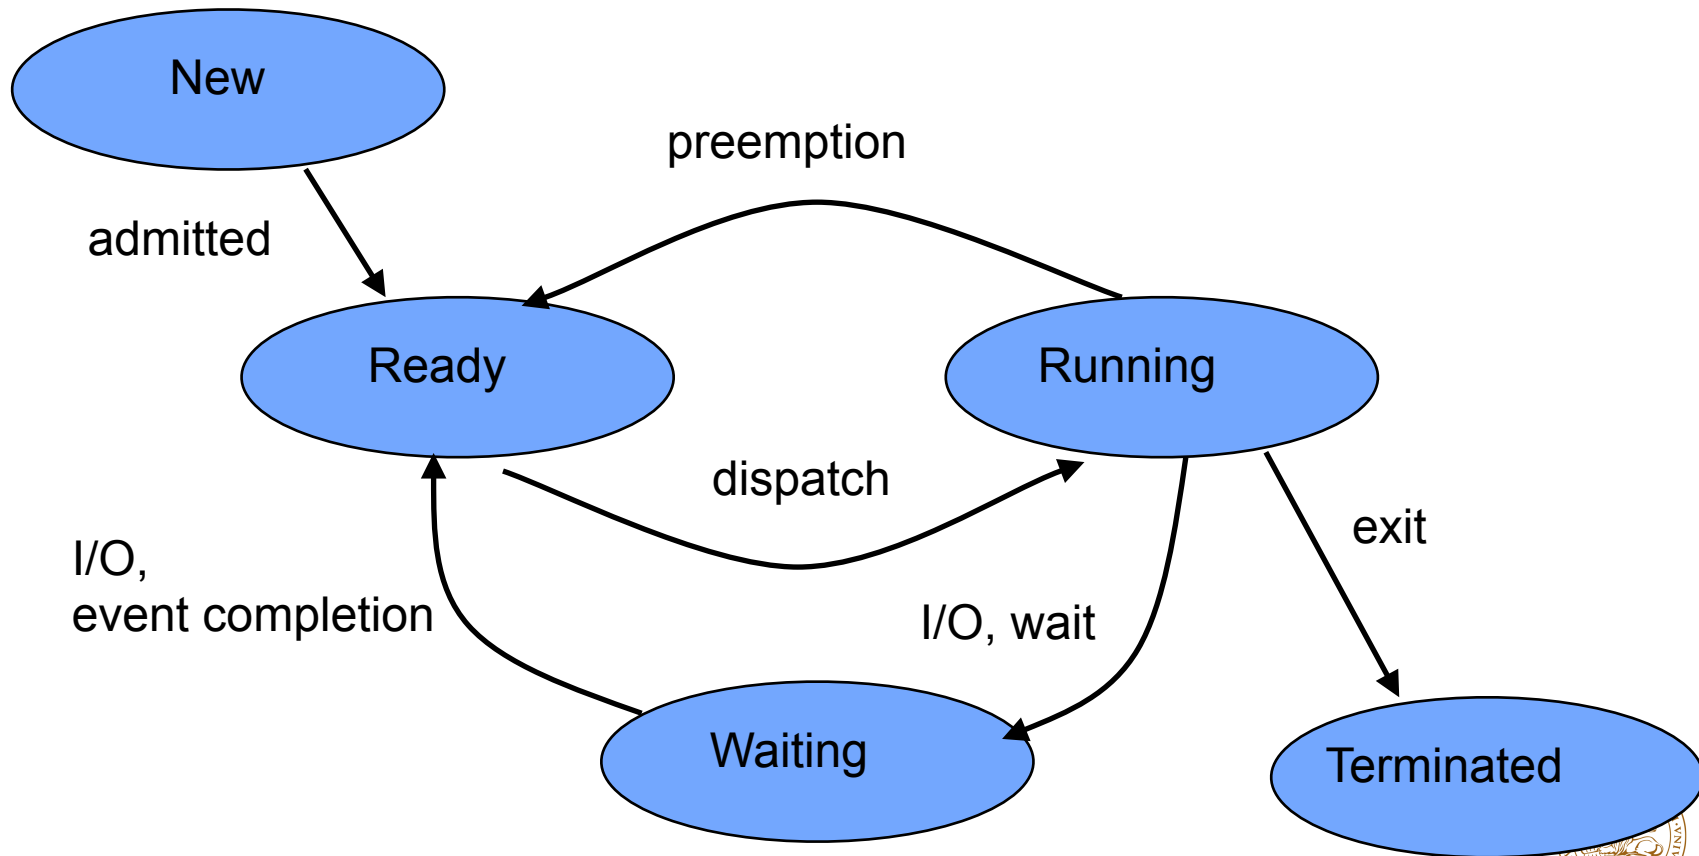 New
preemption
admitted
Ready
Running
dispatch
exit
I/O,
event completion
I/O, wait
Waiting
Terminated